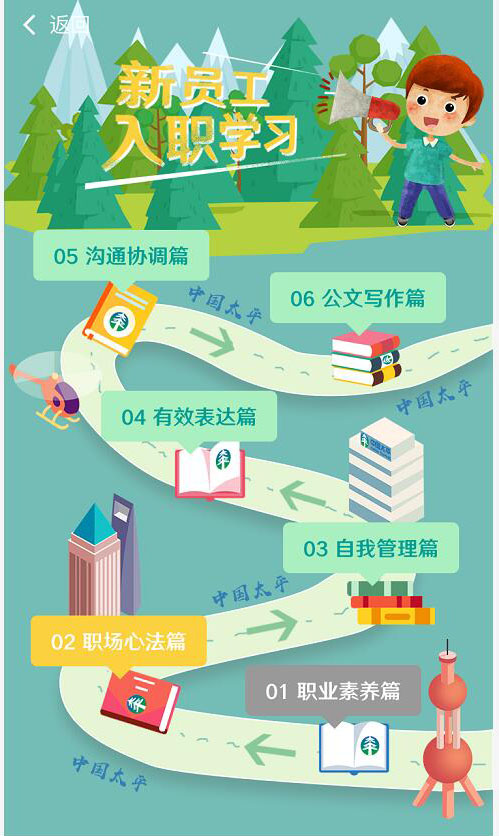 返回
新员工
入职学习
05 沟通协调篇
中国太平
06 公文写作篇
中国太平
04 有效表达篇
中国太平
03 自我管理篇
中国太平
02 职场心法篇
01 职业素养篇
中国太平